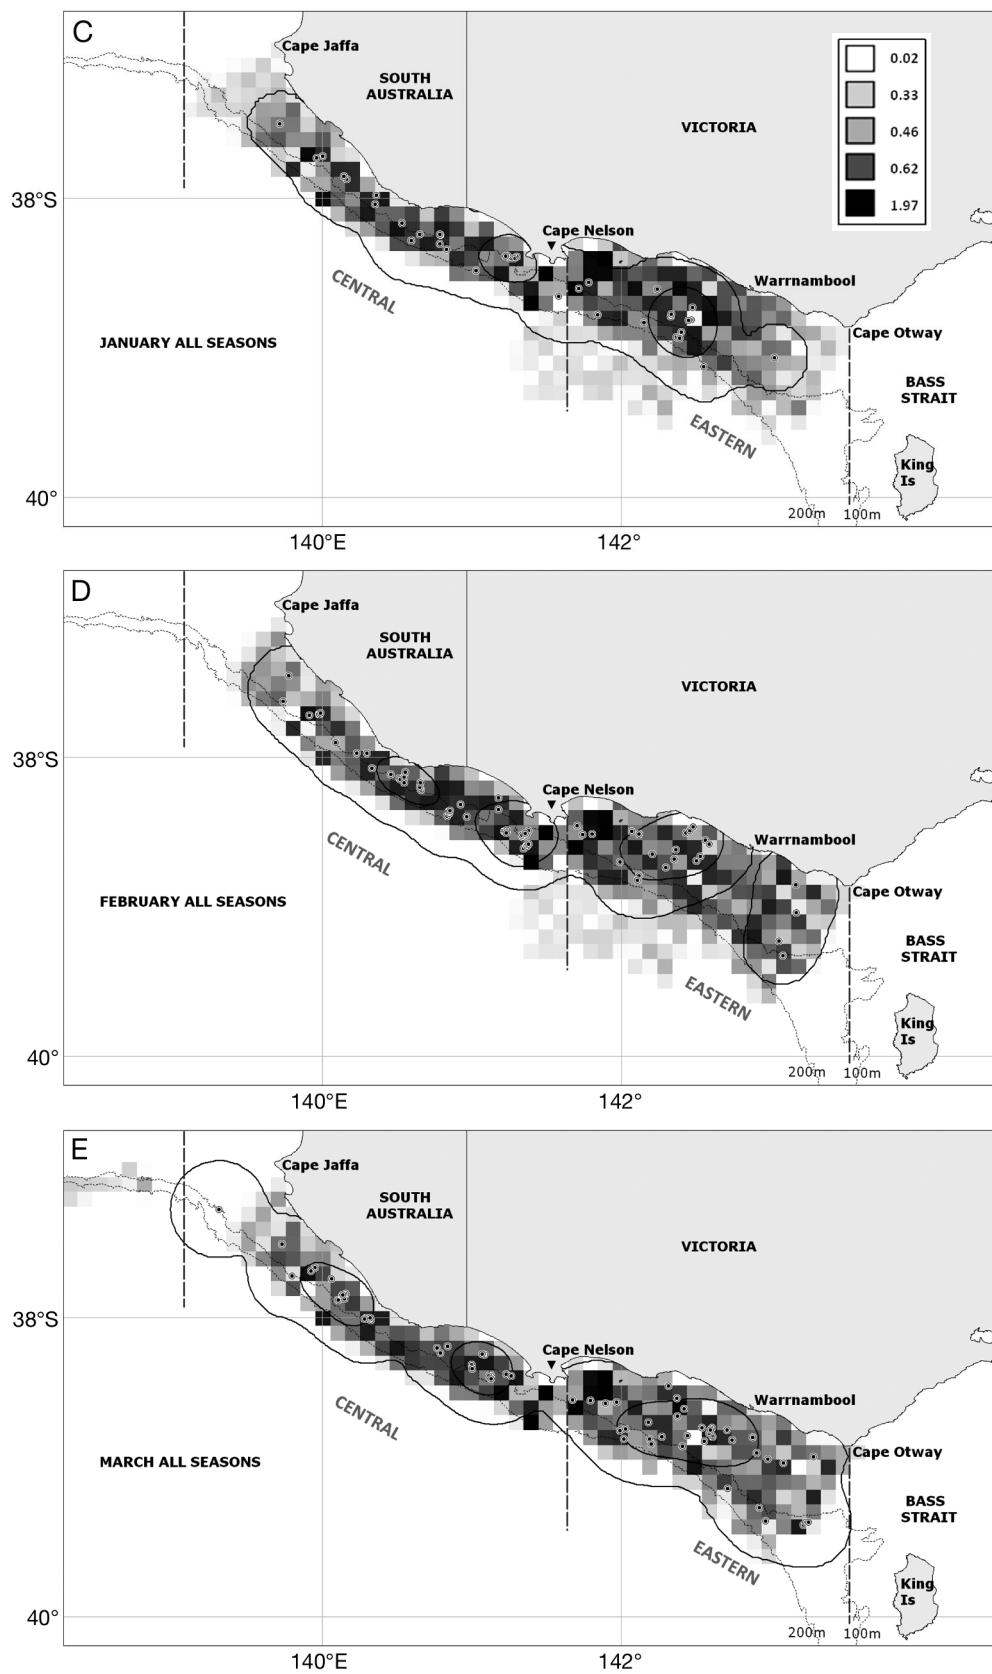 C
Cape Jaffa
SOUTH
AUSTRALIA
VICTORIA
0.02
0.33
0.46
0.62
1.97
38°S
Cape Nelson
Warrnambool
CENTRAL
JANUARY ALL SEASONS
Cape Otway
BASS
STRAIT
EASTERN
King
Is
40°
200m 100m
140°E
142°
D
Cape Jaffa
SOUTH
AUSTRALIA
VICTORIA
38°S
Cape Nelson
Warrnambool
CENTRAL
FEBRUARY ALL SEASONS
Cape Otway
BASS
STRAIT
EASTERN
King
Is
40°
200m 100m
140°E
142°
E
Cape Jaffa
SOUTH
AUSTRALIA
VICTORIA
38°S
Cape Nelson
Warrnambool
CENTRAL
MARCH ALL SEASONS
Cape Otway
BASS
STRAIT
EASTERN
King
Is
40°
200m 100m
140°E
142°